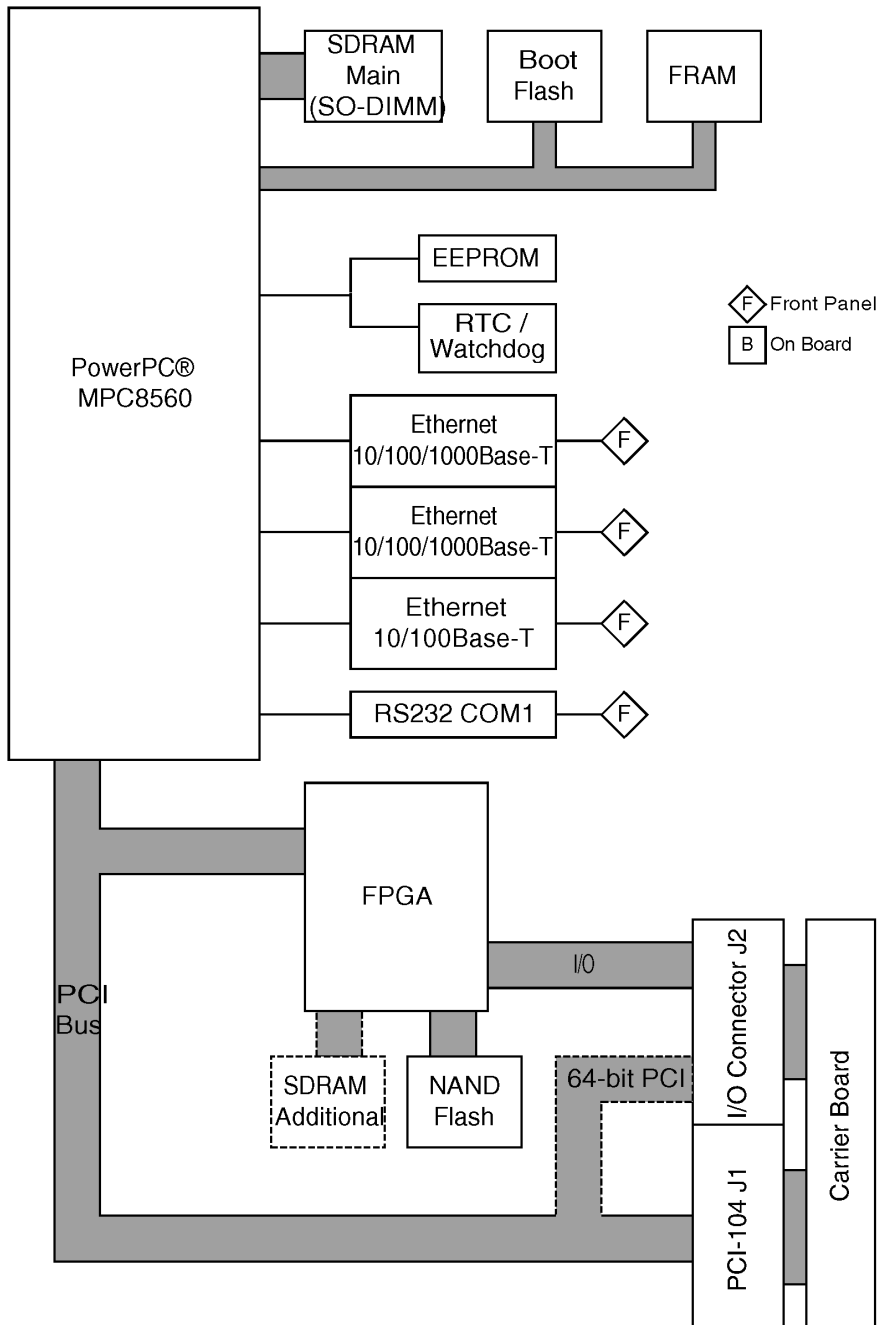 SDRAM
Main
(SO-DIMM)
Boot
Flash
FRAM
EEPROM
RTC /
Watchdog
F Front Panel
B On Board
PowerPC®
MPC8560
Ethernet
10/100/1000Base-T
F
Ethernet
10/100/1000Base-T
F
Ethernet
10/100Base-T
F
RS232 COM1
F
FPGA
I/O
PCI
Bus
SDRAM
Additional
NAND
Flash
64-bit PCI
I/O Connector J2
PCI-104 J1
Carrier Board